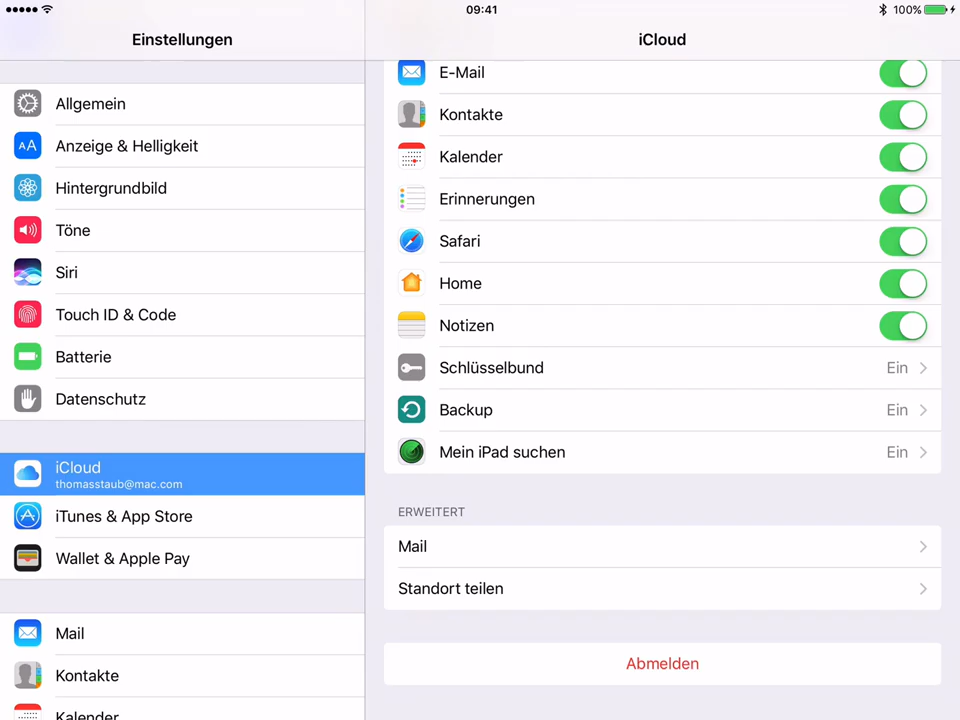 09:41
100%
Einstellungen
Allgemein
AA
Anzeige & Helligkeit
Hintergrundbild
Töne
Siri
Touch ID & Code
Batterie
Datenschutz
iCloud
thomasstaub@mac.com
iTunes & App Store
Wallet & Apple Pay
Mail
Kontakte
Kalender
iCloud
E-Mail
Kontakte
Kalender
Erinnerungen
Safari
Home
Notizen
Schlüsselbund Ein
Backup Ein
Mein iPad suchen Ein
ERWEITERT
Mail
Standort teilen
Abmelden